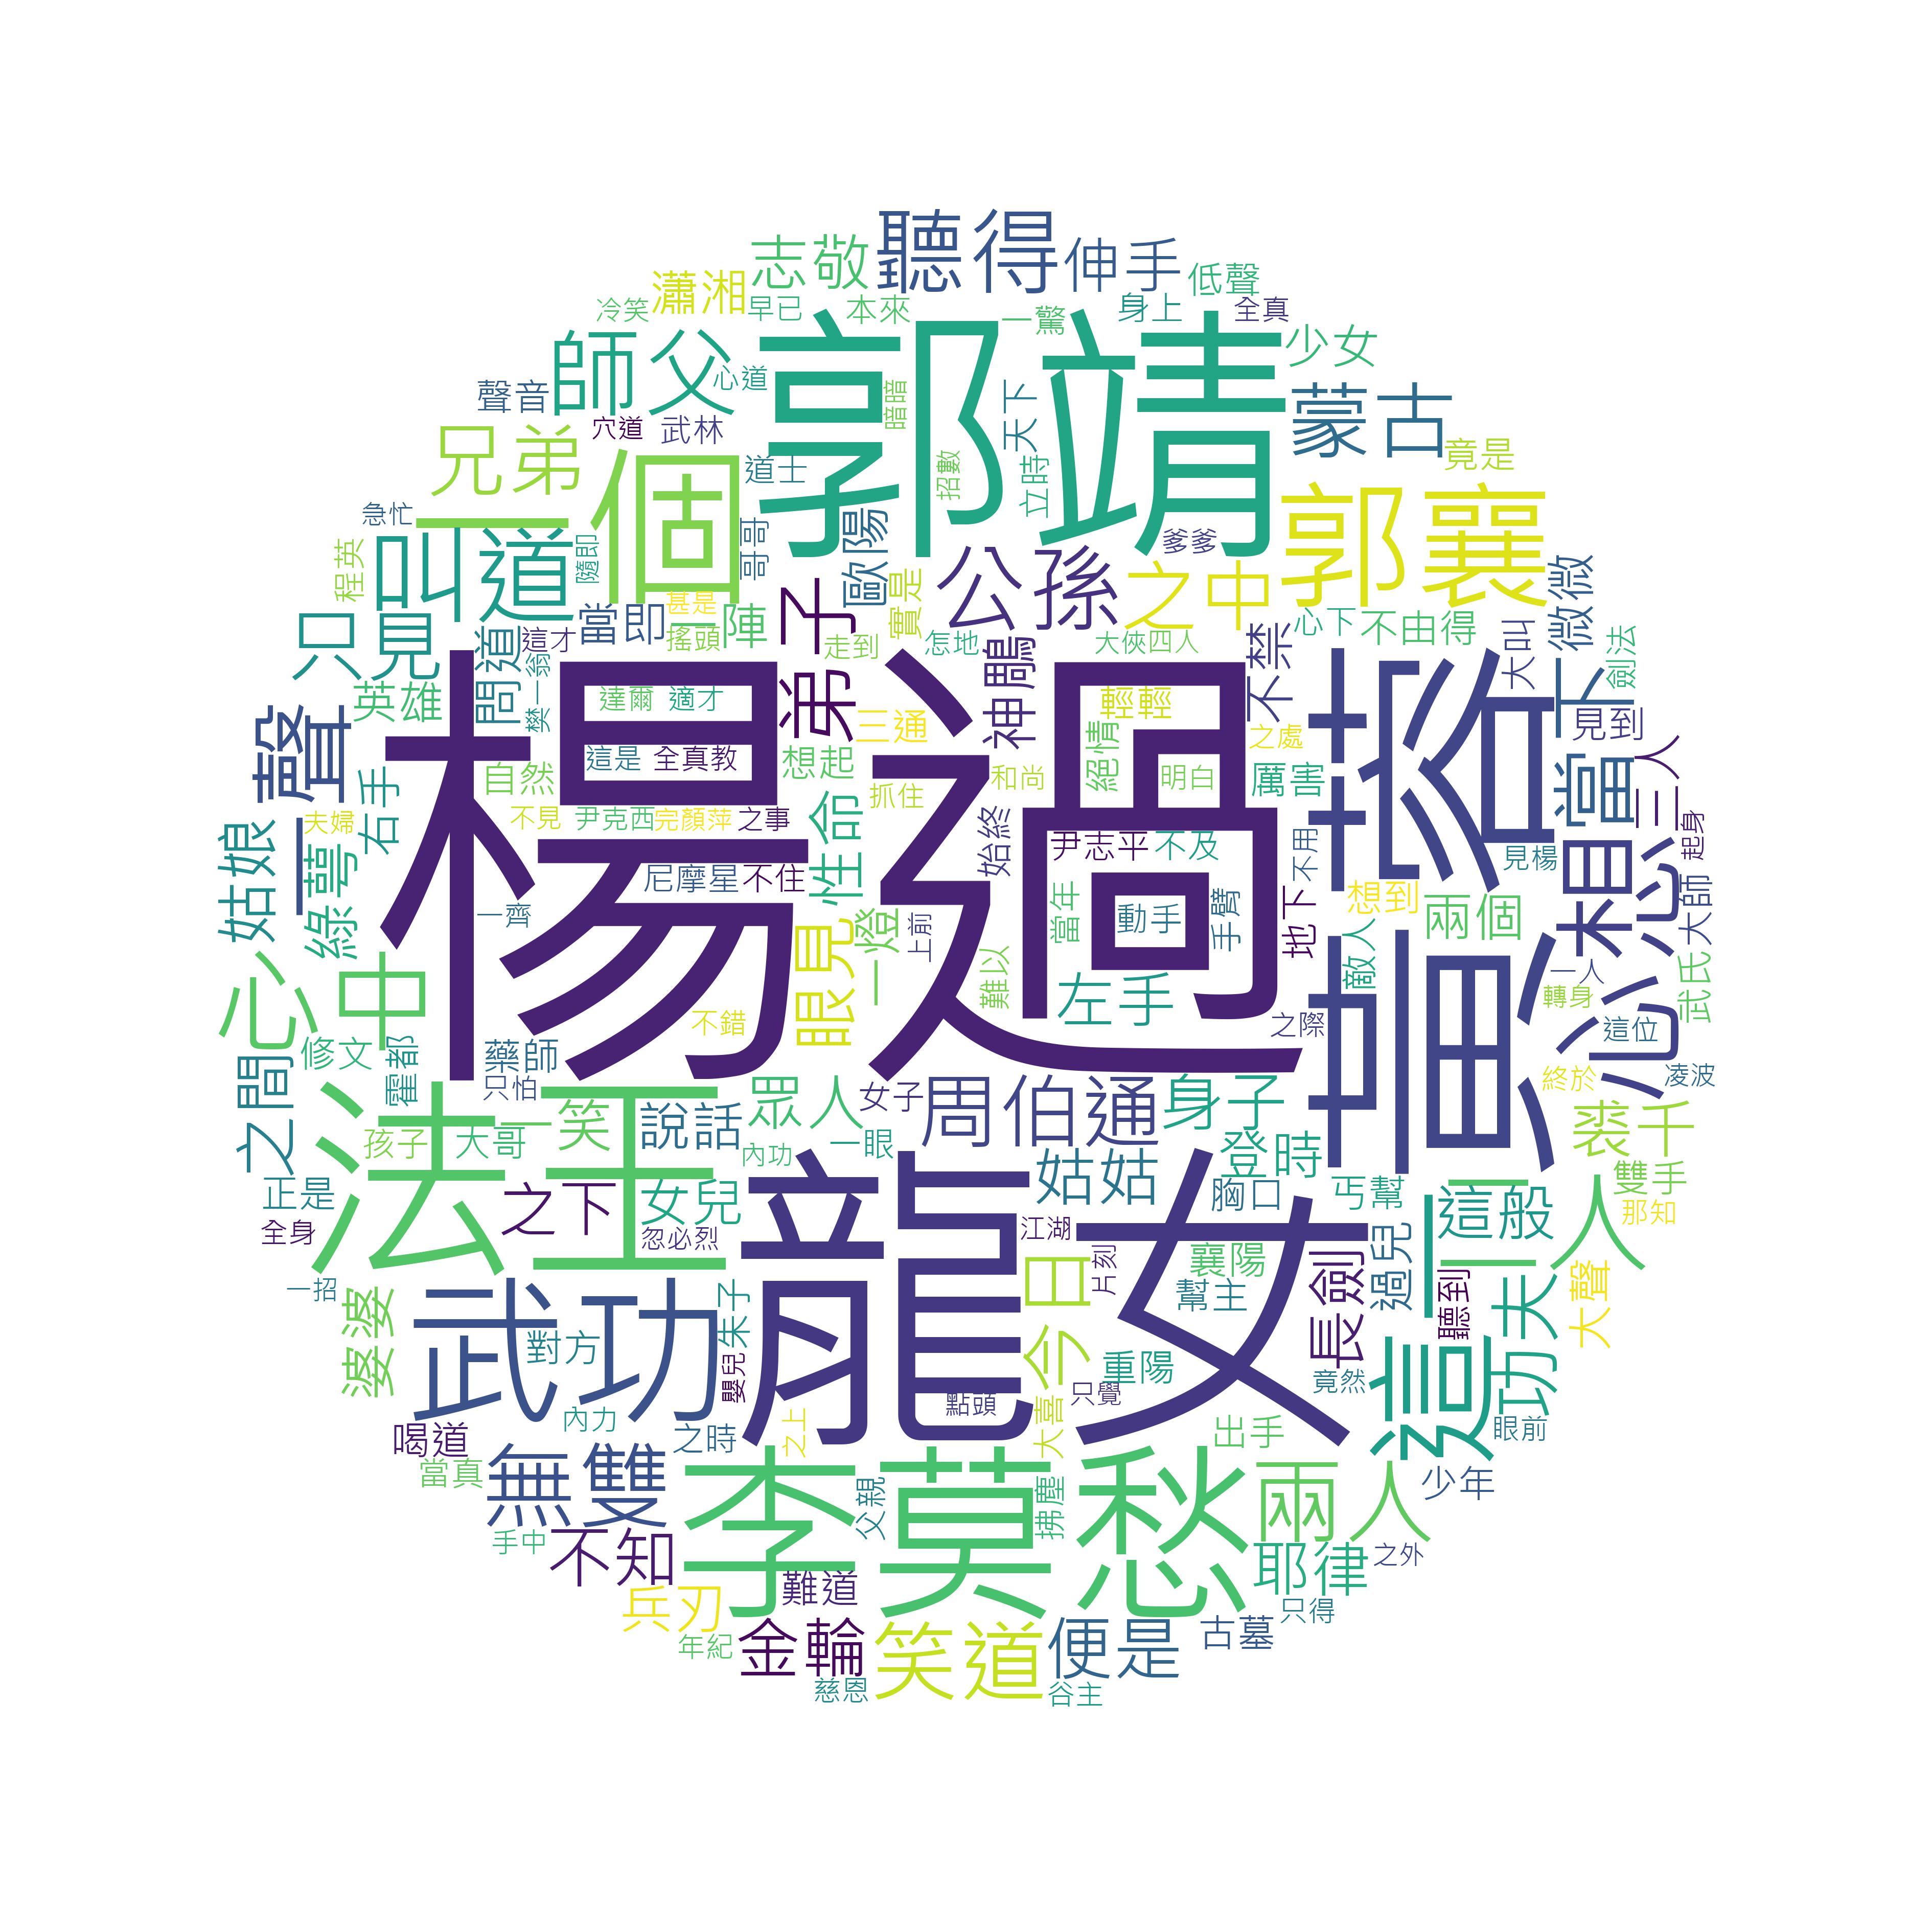 聽得
志敬
伸手
低聲
瀟湘
身上
全真
冷笑
早已
本來
一驚
少女
郭靖
師父
心道
聲音
暗暗
天下
蒙古
穴道
武林
兄弟
一個
道士
招數
立時
竟是
郭襄
急忙
叫道
隨即
哥哥
歐陽
公孫
爹爹
之中
程英
微微
只見
當即
甚是
一陣
弟子
實是
問道
這才
搖頭
走到
怎地
大俠四人
不禁
心下
不由得
大叫
劍法
樊一翁
英雄
達爾
適才
神鵰
輕輕
黃蓉
一聲
三通
見到
二人
楊過
這是
全真教
想起
絕情
之處
當下
右手
自然
和尚
明白
厲害
心想
姑娘
綠萼
夫婦
不見
尹克西
完顏萍
之事
性命
抓住
始終
尹志平
不及
不用
見楊
起身
尼摩星
不住
眼見
一燈
當年
動手
手臂
地下
想到
兩個
大師
一齊
上前
敵人
心中
難以
左手
一人
武氏
不錯
之際
轉身
這位
修文
霍都
藥師
之間
只怕
法王
一笑
說話
眾人
女子
周伯通
身子
終於
凌波
裘千
孩子
大哥
內功
一眼
登時
姑姑
龍女
正是
之下
女兒
胸口
丐幫
這般
雙手
一人
全身
忽必烈
江湖
襄陽
過兒
那知
一招
今日
片刻
幫主
長劍
聽到
大聲
婆婆
武功
對方
朱子
重陽
功夫
嬰兒
點頭
只覺
竟然
這一
內力
之時
之上
大喜
出手
眼前
喝道
當真
無雙
李莫愁
父親
拂塵
兩人
少年
手中
不知
難道
耶律
之外
兵刃
只得
年紀
金輪
笑道
便是
古墓
慈恩
谷主